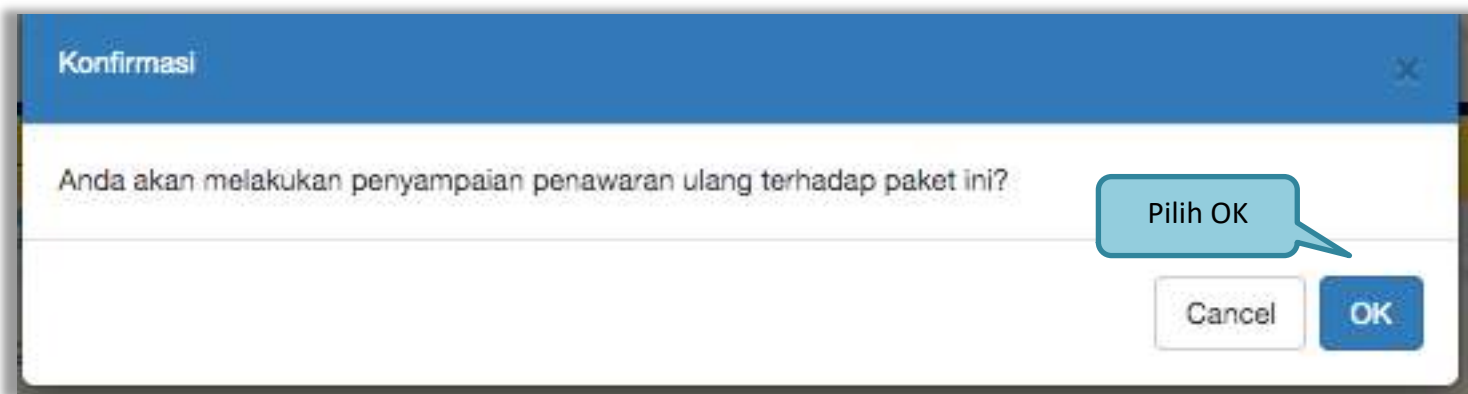 Konfirmasi
×
Anda akan melakukan penyampaian penawaran ulang terhadap paket ini?
Pilih OK
Cancel
OK